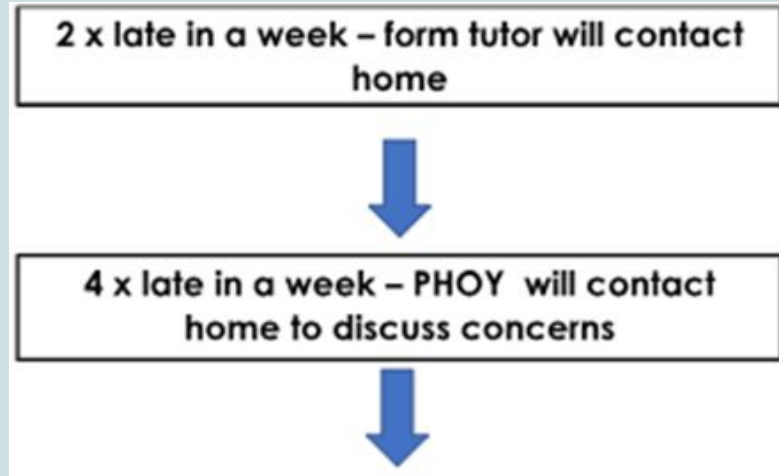 2 x late in a week – form tutor will contact
home
4 x late in a week – PHOY will contact
home to discuss concerns